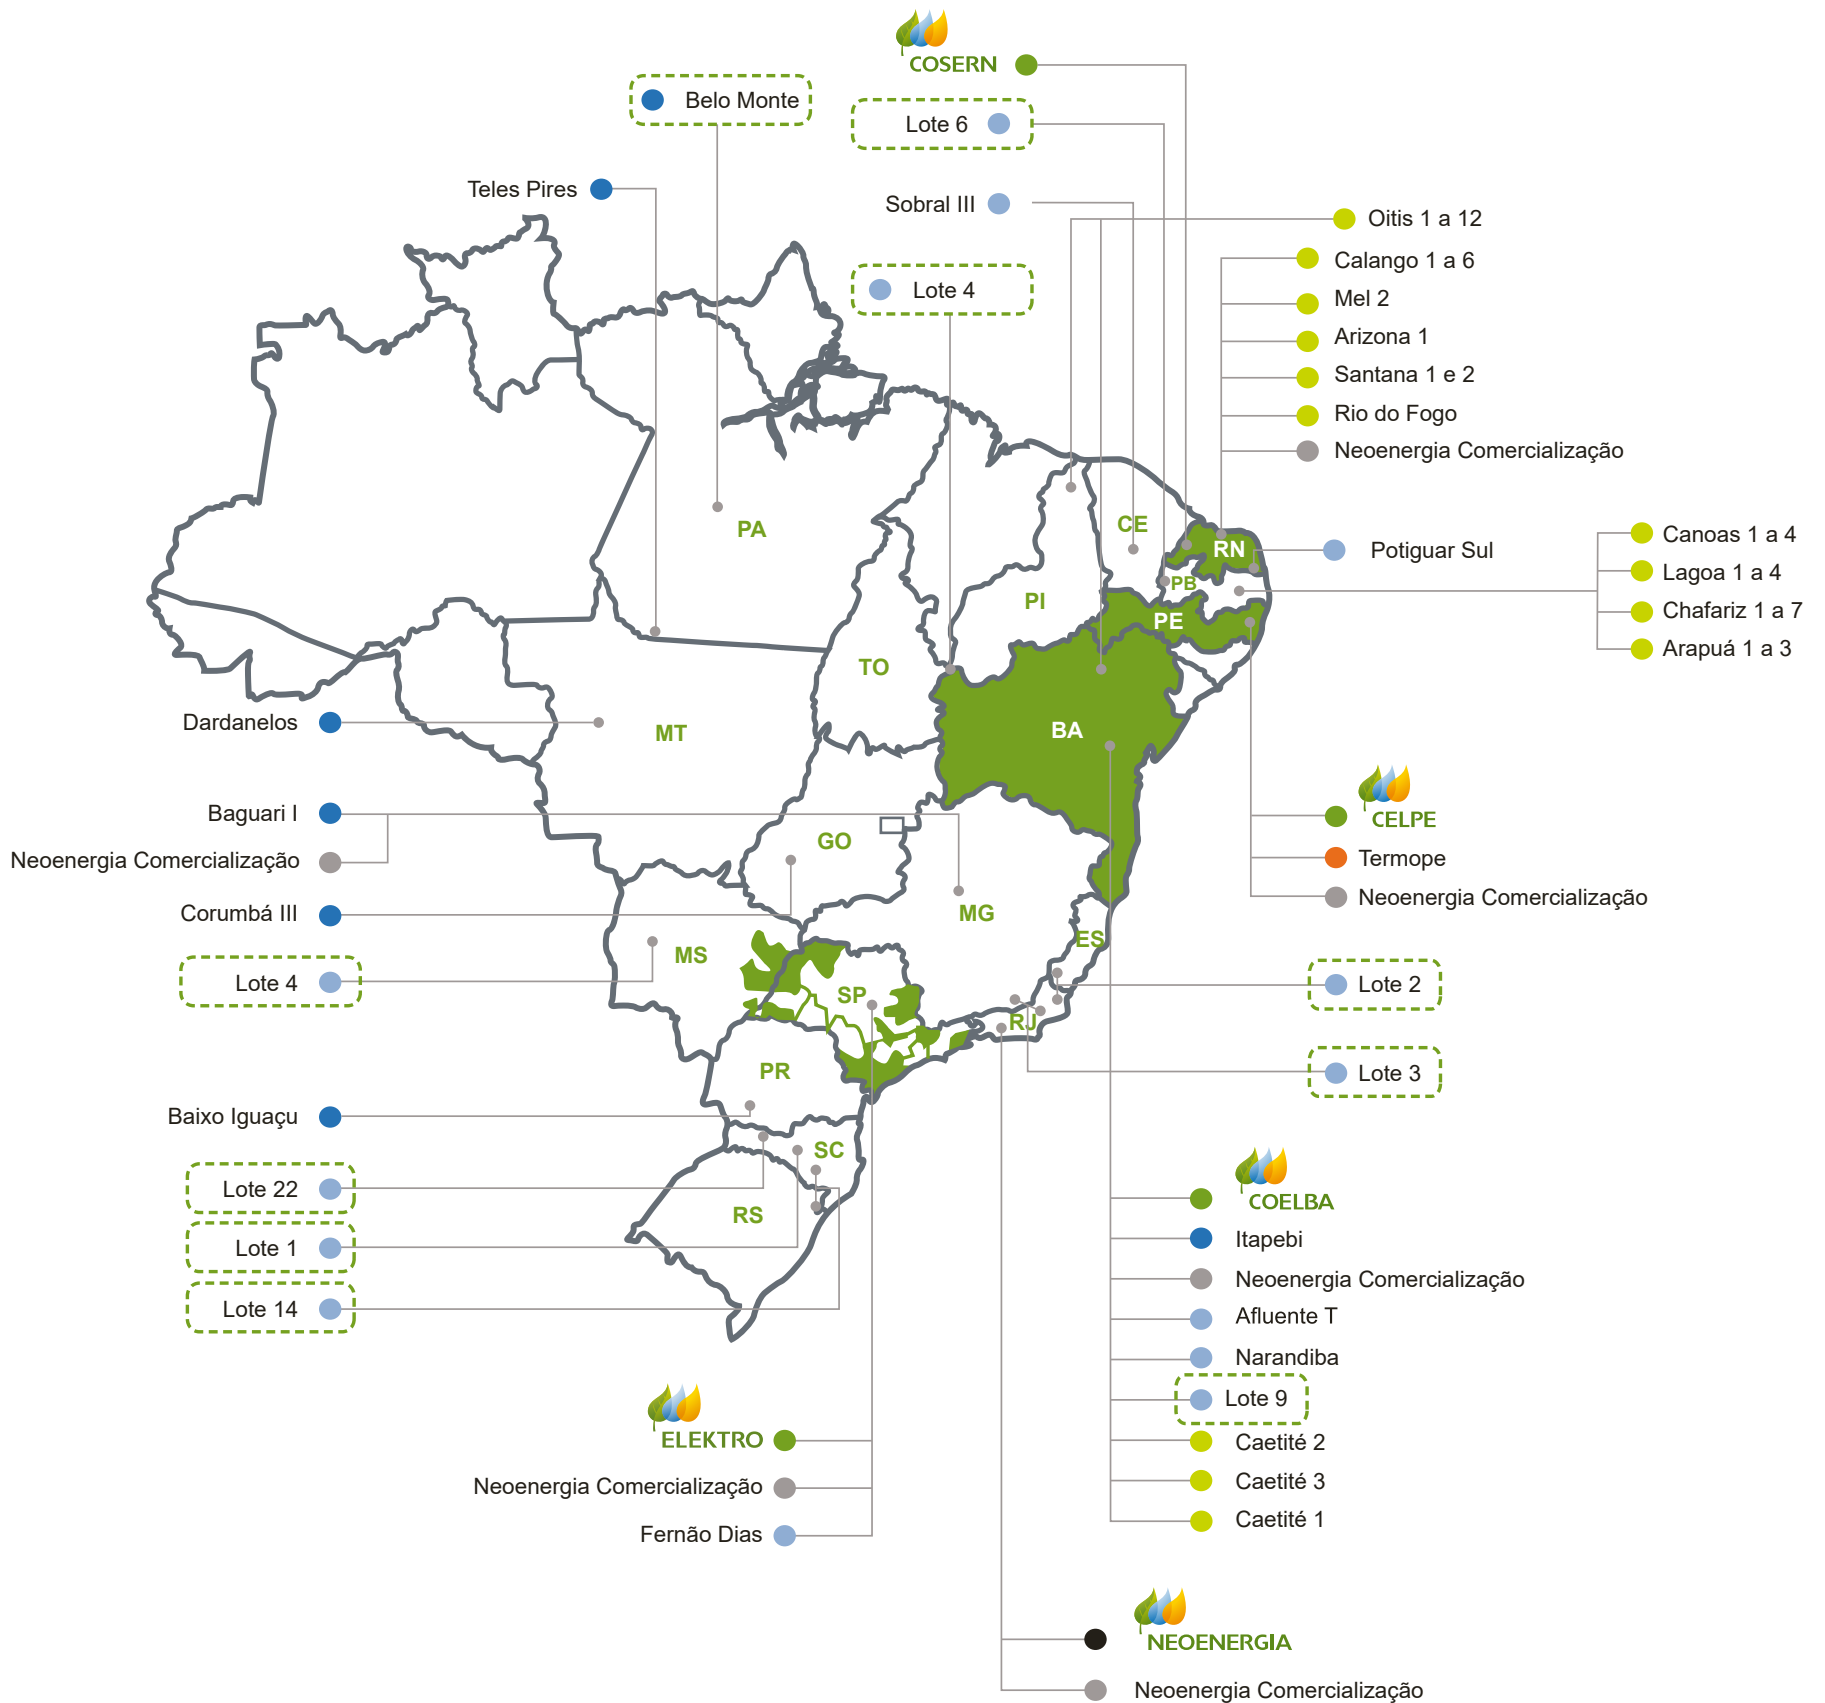 COSERN
Belo Monte
Lote 6
Teles Pires
Sobral III
Oitis 1 a 12
Calango 1 a 6
Lote 4
Mel 2
Arizona 1
Santana 1 e 2
Rio do Fogo
Neoenergia Comercialização
PA
CE
RN
Potiguar Sul
Canoas 1 a 4
Lagoa 1 a 4
Chafariz 1 a 7
Arapuá 1 a 3
PB
PI
PE
TO
BA
MT
Dardanelos
Baguari I
Neoenergia Comercialização
Corumbá III
Lote 4
GO
MG
MS
ES
SP
RJ
PR
CELPE
Termope
Neoenergia Comercialização
Lote 2
Lote 3
Baixo Iguaçu
SC
Lote 22
RS
Lote 1
Lote 14
COELBA
Itapebi
Neoenergia Comercialização
Afluente T
Narandiba
Lote 9
Caetité 2
Caetité 3
Caetité 1
ELEKTRO
Neoenergia Comercialização
Fernão Dias
NEOENERGIA
Neoenergia Comercialização